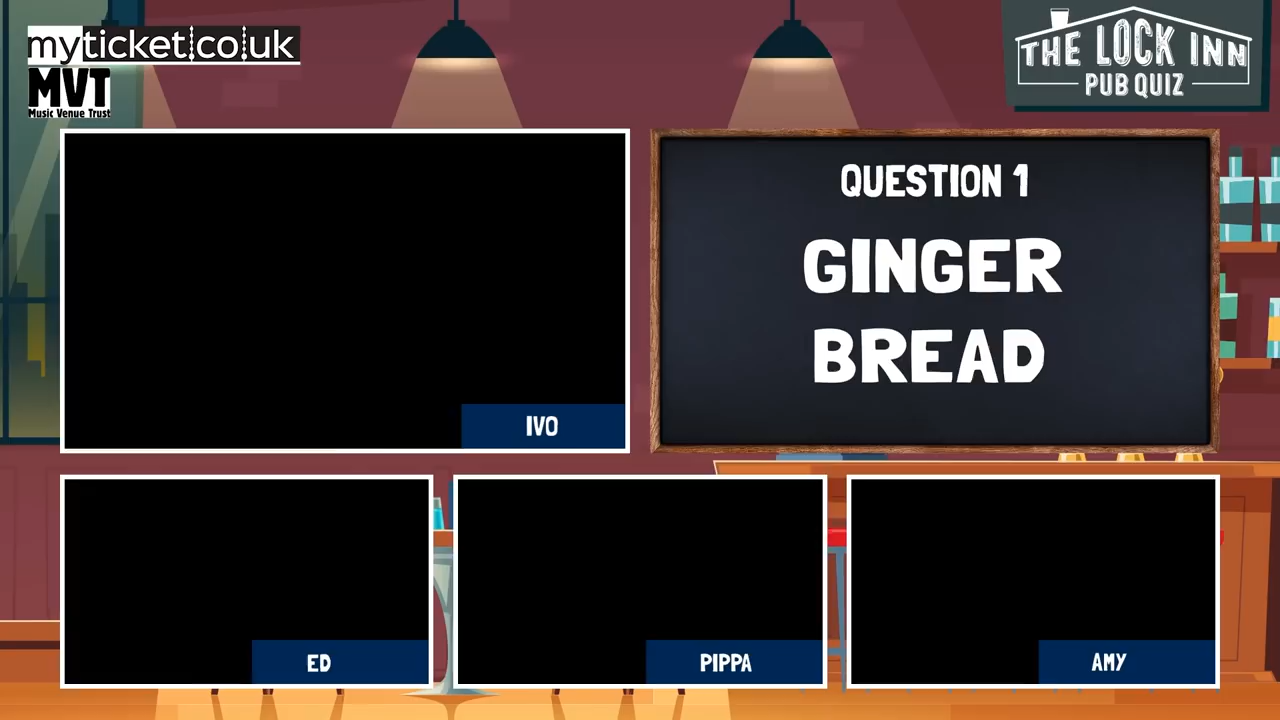 myticket.co.uk
MVT
Music Venue Trust
THE LOCK INN
PUB QUIZ
QUESTION 1
GINGER
BREAD
IVO
ED
PIPPA
AMY